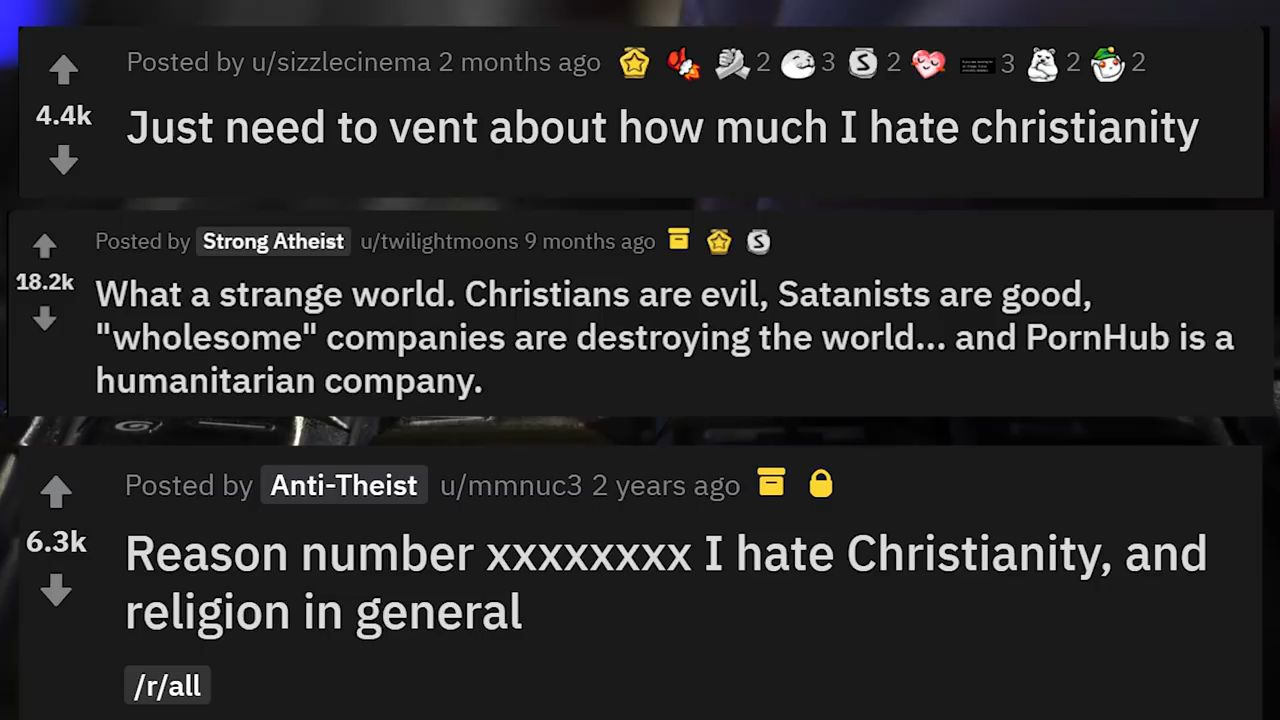 Posted by u/sizzlecinema 2 months ago 2 3 2 3 2 2
4.4k
Just need to vent about how much I hate christianity
Posted by Strong Atheist u/twilightmoons 9 months ago
18.2k
What a strange world. Christians are evil, Satanists are good,
"wholesome" companies are destroying the world... and PornHub is a
humanitarian company.
Posted by Anti-Theist u/mmnuc3 2 years ago
6.3k
Reason number xxxxxxxx I hate Christianity, and
religion in general
/r/all